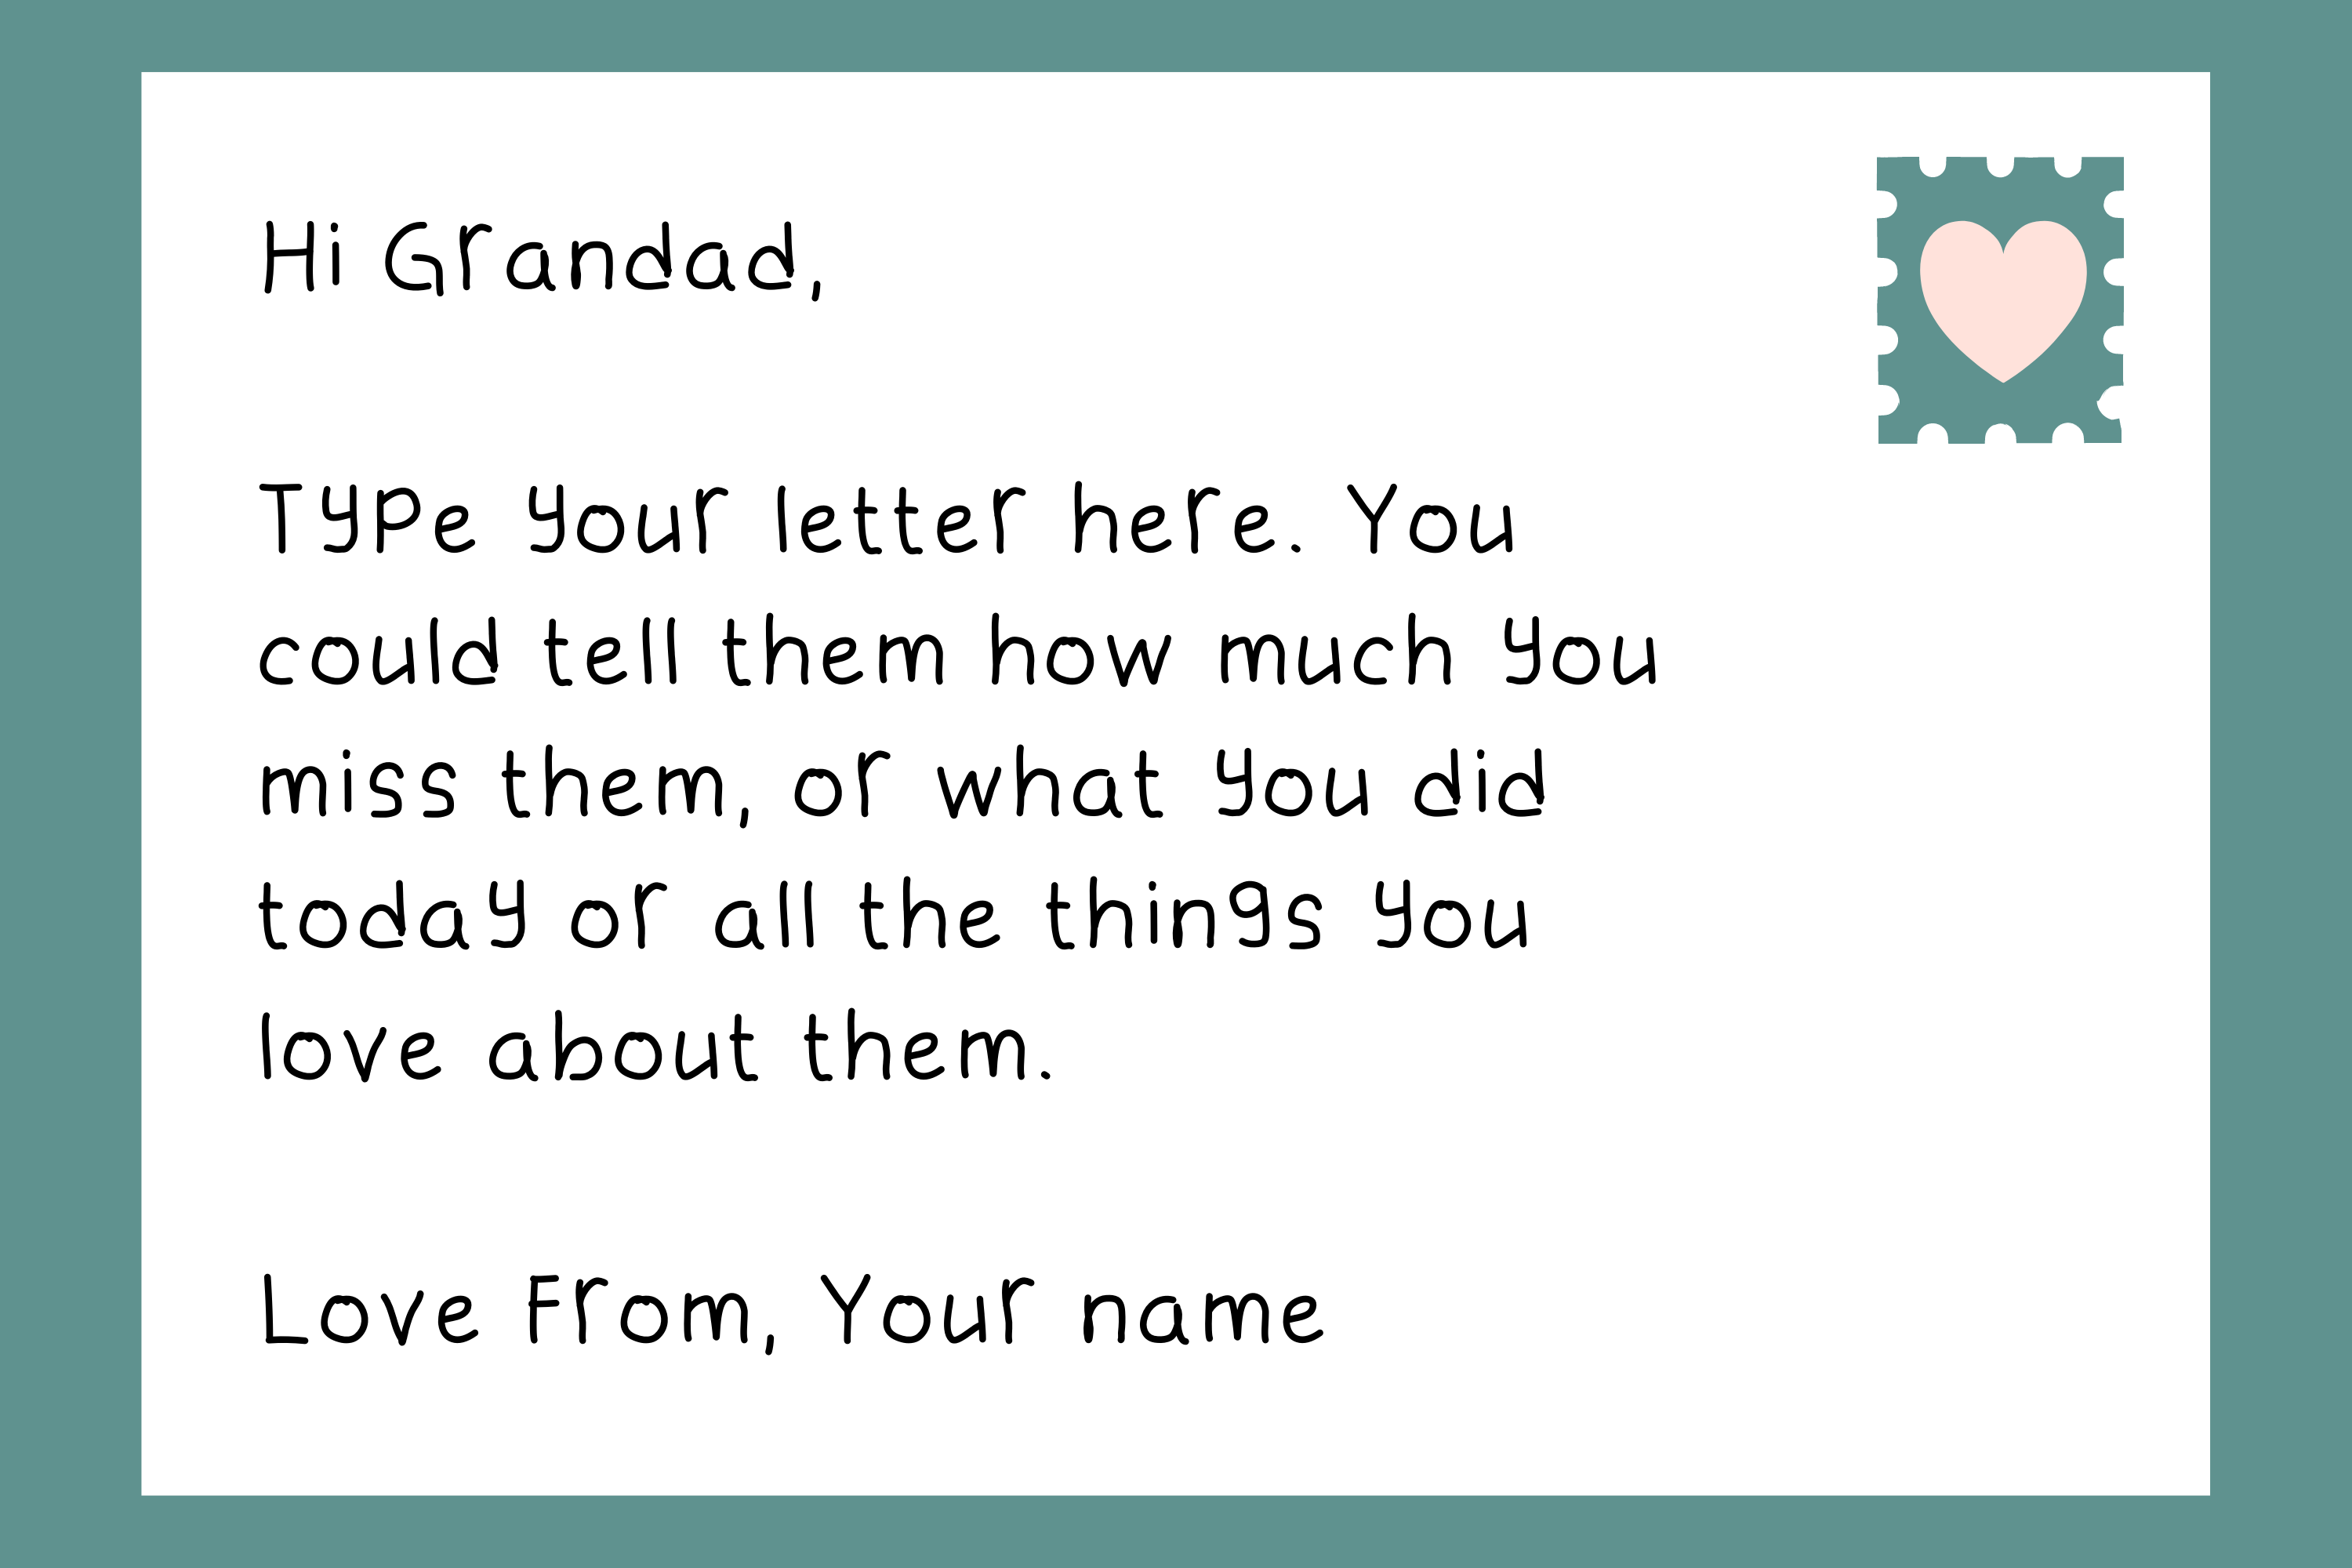 Hi Grandad,
Type your letter here. You
could tell them how much you
miss them, or what you did
today or all the things you
love about them.
Love From, Your name